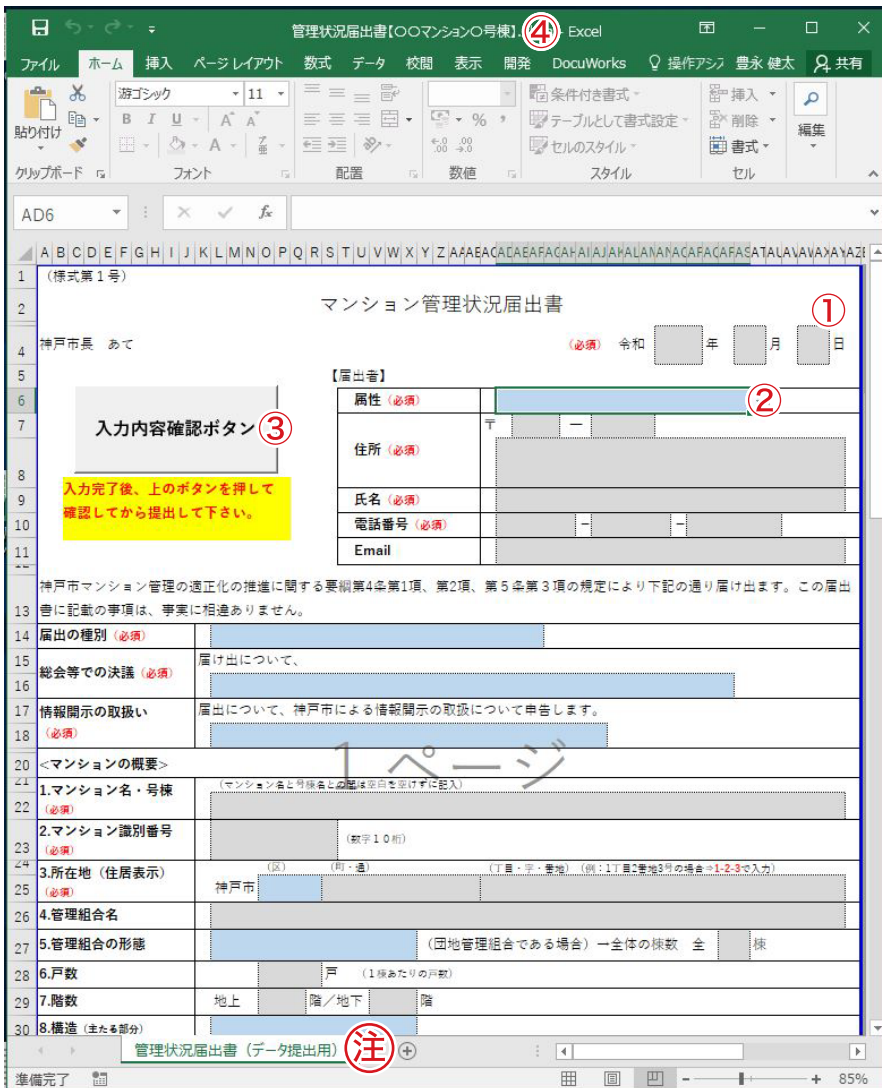 管理状況届出書【〇〇マンション〇号棟】. ④ - Excel
ファイル ホーム 挿入 ページ レイアウト 数式 データ 校閲 表示 開発 DocuWorks 操作アシス 豊永 健太 共有
游ゴシック 11
条件付き書式
挿入
貼り付け
B I U A A
% ,
テーブルとして書式設定
削除
編集
A
セルのスタイル
書式
クリップボード フォント 配置 数値 スタイル セル
AD6 fx
A B C D E F G H I J K L M N O P Q R S T U V W X Y Z
1 (様式第1号)
2 マンション管理状況届出書 ①
4 神戸市長 あて (必須) 令和 年 月 日
5 【届出者】
6 属性 (必須) ②
7 〒 ー
入力内容確認ボタン ③
住所 (必須)
8
入力完了後、上のボタンを押して
確認してから提出して下さい。
9 氏名 (必須)
10 電話番号 (必須) − −
11 Email
神戸市マンション管理の適正化の推進に関する要綱第4条第1項、第2項、第5条第3項の規定により下記の通り届け出ます。この届出
13 書に記載の事項は、事実に相違ありません。
14 届出の種別 (必須)
15 届け出について、
総会等での決議 (必須)
16
17 情報開示の取扱い 届出について、神戸市による情報開示の取扱について申告します。
18 (必須)
1 ページ
20 <マンションの概要>
21 1.マンション名・号棟 (マンション名と号棟名との間は空白を空けずに記入)
22 (必須)
2.マンション識別番号
23 (必須) (数字10桁)
24 3.所在地(住居表示) (区) (町・通) (丁目・字・番地) (例:1丁目2番地3号の場合⇒1-2-3で入力)
25 (必須) 神戸市
26 4.管理組合名
27 5.管理組合の形態 (団地管理組合である場合) →全体の棟数 全 棟
28 6.戸数 戸 (1棟あたりの戸数)
29 7.階数 地上 階/地下 階
30 8.構造 (主たる部分)
管理状況届出書(データ提出用) 注
準備完了 85%